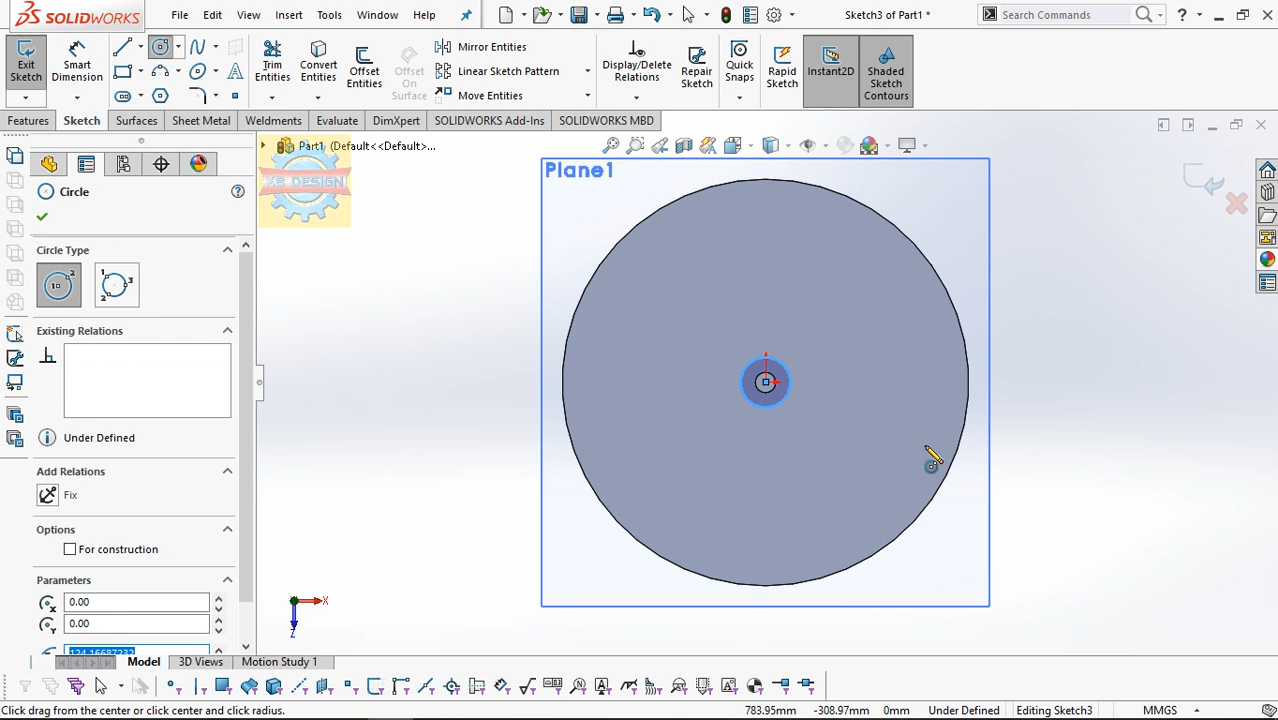 SOLIDWORKS
File
Edit
View
Insert
Tools
Window
Help
Sketch3 of Part1 *
Search Commands
Exit Sketch
Smart Dimension
Trim Entities
Convert Entities
Offset Entities
Offset On Surface
Mirror Entities
Linear Sketch Pattern
Move Entities
Display/Delete Relations
Repair Sketch
Quick Snaps
Rapid Sketch
Instant2D
Shaded Sketch Contours
Features
Sketch
Surfaces
Sheet Metal
Weldments
Evaluate
DimXpert
SOLIDWORKS Add-Ins
SOLIDWORKS MBD
Part1 (Default<<Default>...
Plane1
Circle
Circle Type
Existing Relations
Under Defined
Add Relations
Fix
Options
For construction
Parameters
0.00
0.00
X
Z
Model
3D Views
Motion Study 1
Click drag from the center or click center and click radius.
783.95mm
-308.97mm
0mm
Under Defined
Editing Sketch3
MMGS